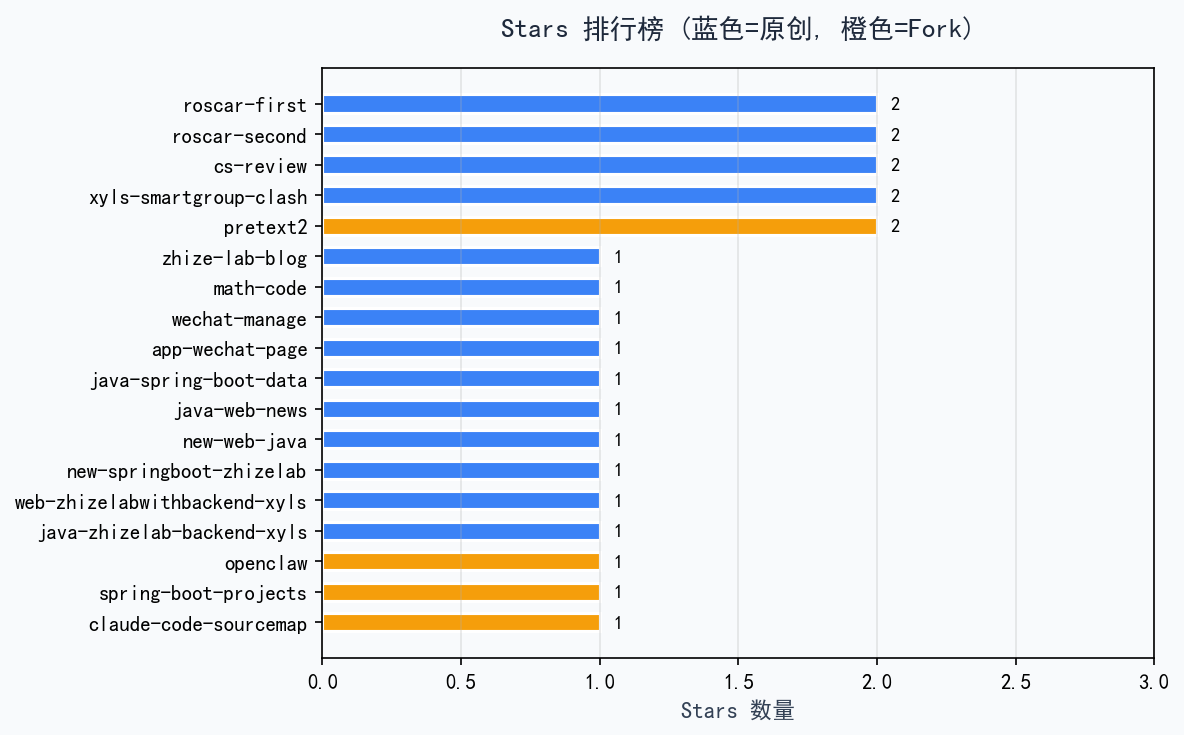 Stars 排行榜 (蓝色=原创, 橙色=Fork)
roscar-first 2
roscar-second 2
cs-review 2
xyls-smartgroup-clash 2
pretext2 2
zhize-lab-blog 1
math-code 1
wechat-manage 1
app-wechat-page 1
java-spring-boot-data 1
java-web-news 1
new-web-java 1
new-springboot-zhizelab 1
web-zhizelabwithbackend-xyls 1
java-zhizelab-backend-xyls 1
openclaw 1
spring-boot-projects 1
claude-code-sourcemap 1
0.0 0.5 1.0 1.5 2.0 2.5 3.0
Stars 数量